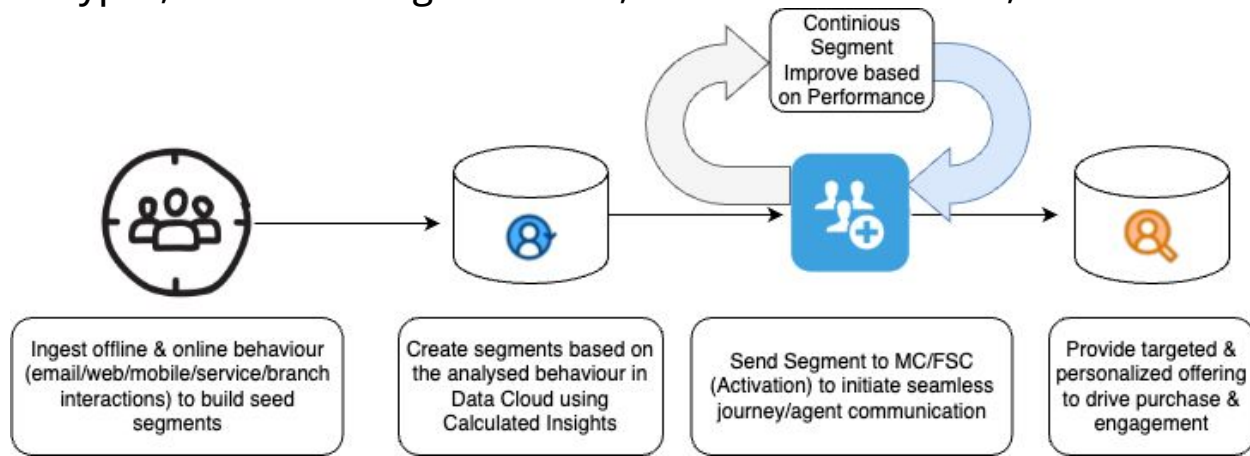 Continious
Segment
Improve based
on Performance
Ingest offline & online behaviour
(email/web/mobile/service/branch
interactions) to build seed
segments
Create segments based on
the analysed behaviour in
Data Cloud using
Calculated Insights
Send Segment to MC/FSC
(Activation) to initiate seamless
journey/agent communication
Provide targeted &
personalized offering
to drive purchase &
engagement